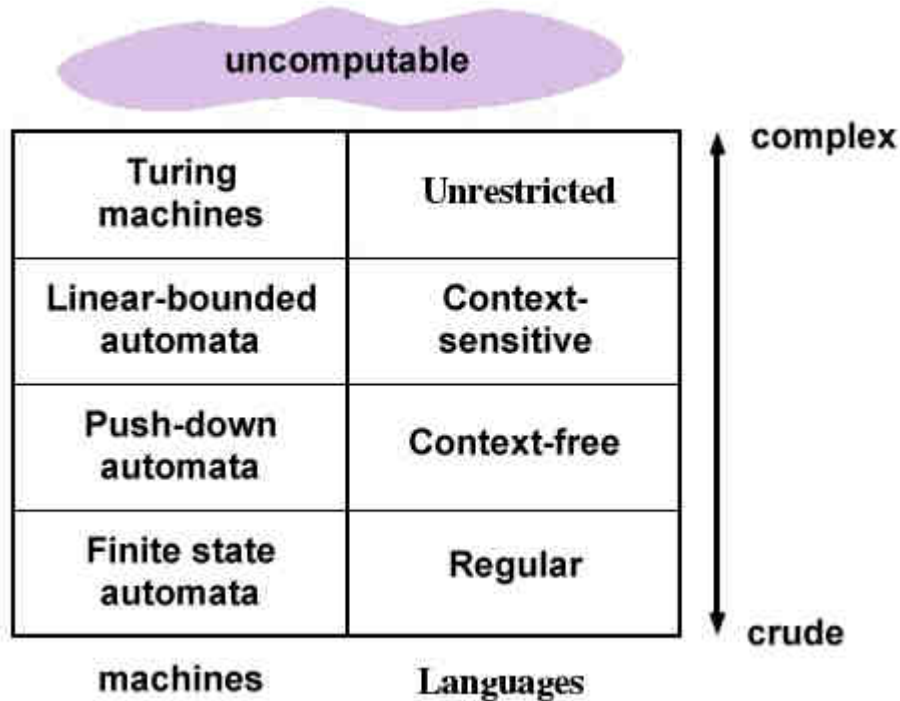 uncomputable
complex
Turing
machines
Unrestricted
Linear-bounded
automata
Context-
sensitive
Push-down
automata
Context-free
Finite state
automata
Regular
crude
machines
Languages